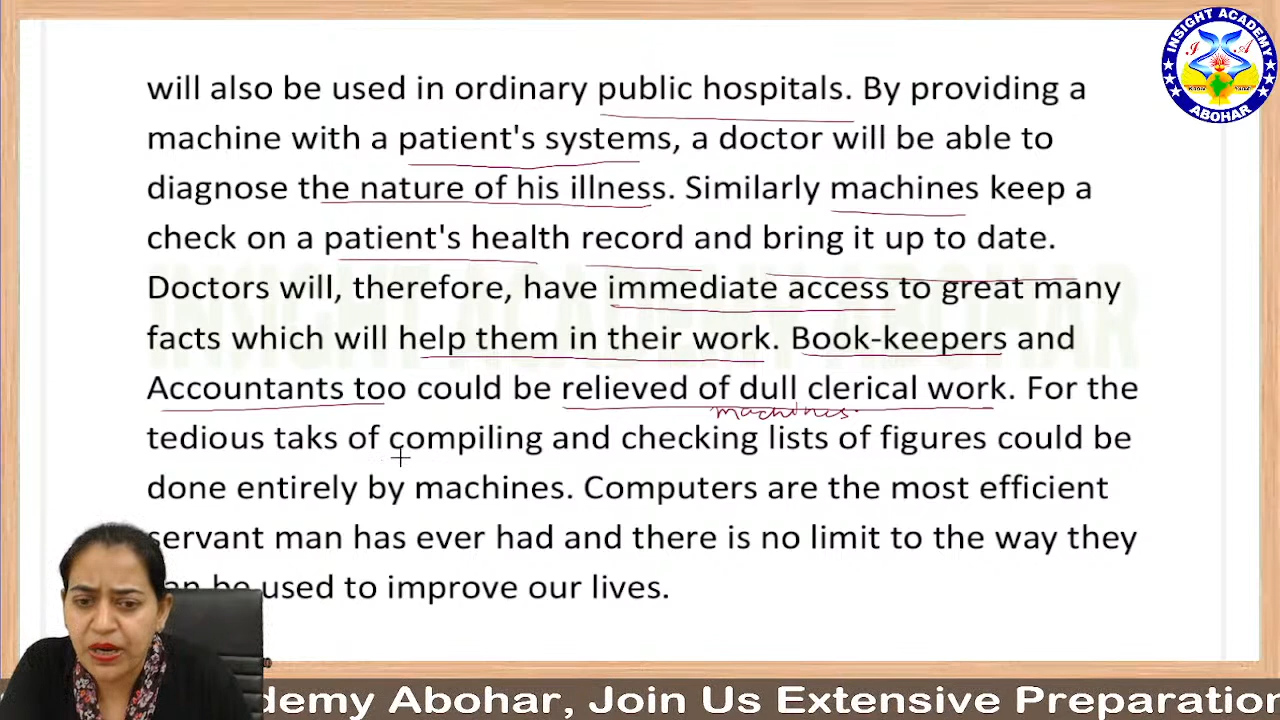 INSIGHT ACADEMY
I A
ABOHAR
will also be used in ordinary public hospitals. By providing a
machine with a patient's systems, a doctor will be able to
diagnose the nature of his illness. Similarly machines keep a
check on a patient's health record and bring it up to date.
Doctors will, therefore, have immediate access to great many
facts which will help them in their work. Book-keepers and
Accountants too could be relieved of dull clerical work. For the
machines.
tedious taks of compiling and checking lists of figures could be
done entirely by machines. Computers are the most efficient
servant man has ever had and there is no limit to the way they
can be used to improve our lives.
INSIGHT ACADEMY ABOHAR
demy Abohar, Join Us Extensive Preparation